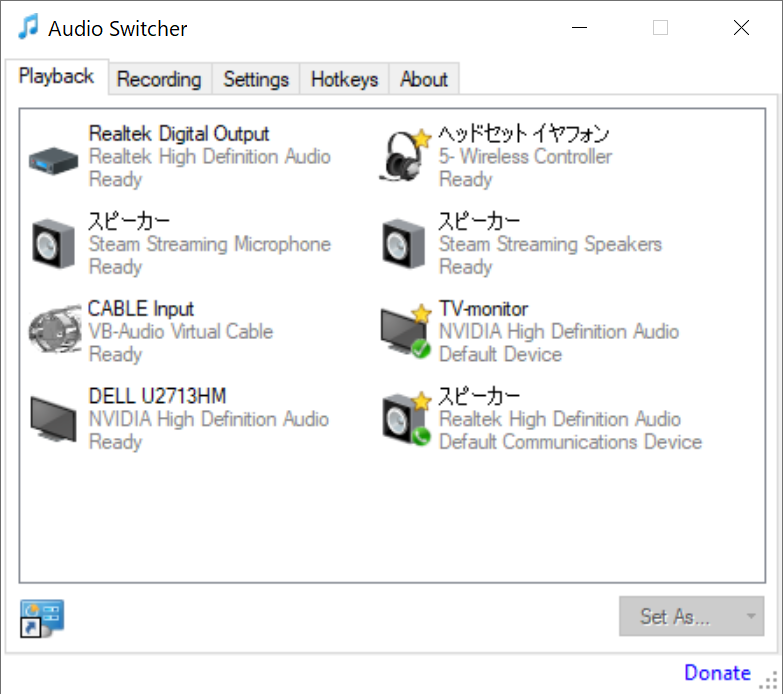 Audio Switcher
Playback
Recording
Settings
Hotkeys
About
Realtek Digital Output
Realtek High Definition Audio
Ready
ヘッドセット イヤフォン
5- Wireless Controller
Ready
スピーカー
Steam Streaming Microphone
Ready
スピーカー
Steam Streaming Speakers
Ready
CABLE Input
VB-Audio Virtual Cable
Ready
TV-monitor
NVIDIA High Definition Audio
Default Device
DELL U2713HM
NVIDIA High Definition Audio
Ready
スピーカー
Realtek High Definition Audio
Default Communications Device
Set As...
Donate